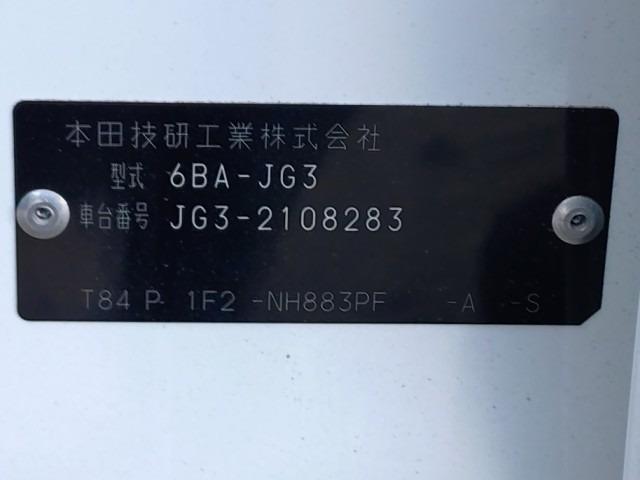 本田技研工業株式会社
型式 6BA-JG3
車台番号 JG3-2108283
T84 P 1F2 -NH883PF -A -S